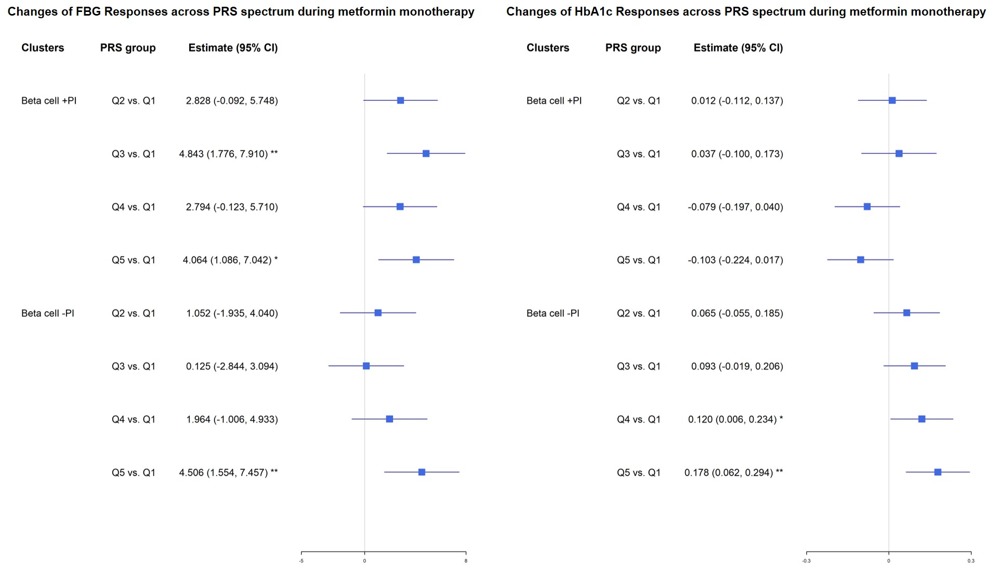 Changes of FBG Responses across PRS spectrum during metformin monotherapy
Clusters PRS group Estimate (95% CI)
Beta cell +PI Q2 vs. Q1 2.828 (-0.092, 5.748)
Q3 vs. Q1 4.843 (1.776, 7.910) **
Q4 vs. Q1 2.794 (-0.123, 5.710)
Q5 vs. Q1 4.064 (1.086, 7.042) *
Beta cell -PI Q2 vs. Q1 1.052 (-1.935, 4.040)
Q3 vs. Q1 0.125 (-2.844, 3.094)
Q4 vs. Q1 1.964 (-1.006, 4.933)
Q5 vs. Q1 4.506 (1.554, 7.457) **
-5 0 8
Changes of HbA1c Responses across PRS spectrum during metformin monotherapy
Clusters PRS group Estimate (95% CI)
Beta cell +PI Q2 vs. Q1 0.012 (-0.112, 0.137)
Q3 vs. Q1 0.037 (-0.100, 0.173)
Q4 vs. Q1 -0.079 (-0.197, 0.040)
Q5 vs. Q1 -0.103 (-0.224, 0.017)
Beta cell -PI Q2 vs. Q1 0.065 (-0.055, 0.185)
Q3 vs. Q1 0.093 (-0.019, 0.206)
Q4 vs. Q1 0.120 (0.006, 0.234) *
Q5 vs. Q1 0.178 (0.062, 0.294) **
-0.3 0 0.3